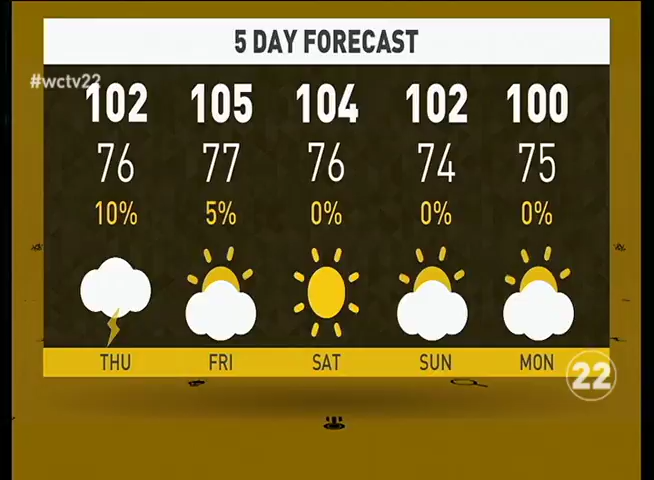 5 DAY FORECAST
#wctv22
102 105 104 102 100
76 77 76 74 75
10% 5% 0% 0% 0%
THU FRI SAT SUN MON
22